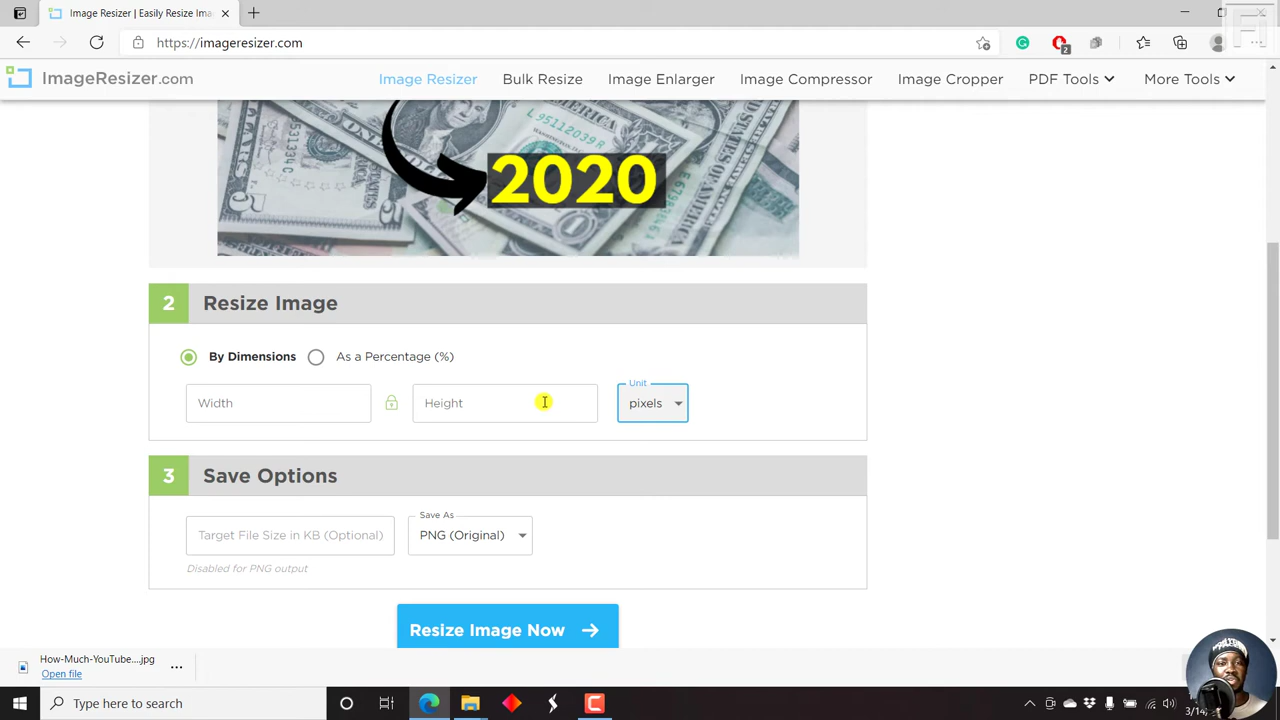 Image Resizer | Easily Resize Ima
https://imageresizer.com
2
ImageResizer.com
Image Resizer
Bulk Resize
Image Enlarger
Image Compressor
Image Cropper
PDF Tools
More Tools
L95112039E
WASHINGTON, D.C.
2020
2 Resize Image
By Dimensions
As a Percentage (%)
Width
Height
Unit
pixels
3 Save Options
Target File Size in KB (Optional)
Save As
PNG (Original)
Disabled for PNG output
Resize Image Now
How-Much-YouTube....jpg
Open file
Type here to search